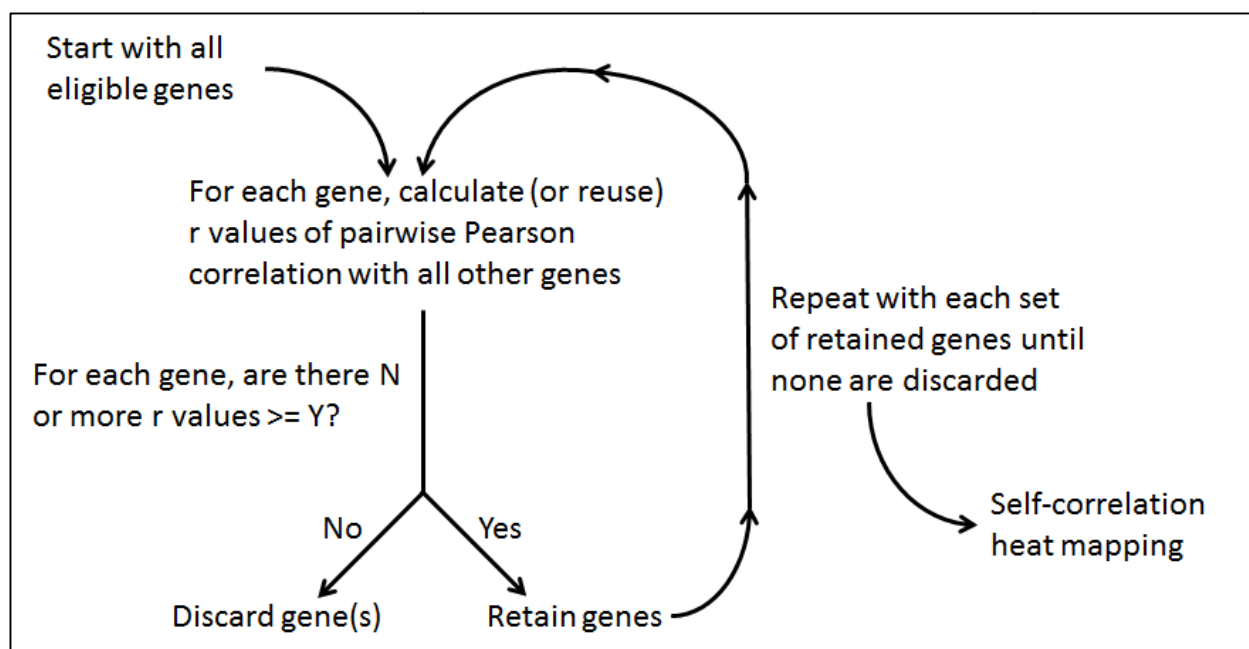 Start with all
eligible genes
For each gene, calculate (or reuse)
r values of pairwise Pearson
correlation with all other genes
For each gene, are there N
or more r values >= Y?
No
Yes
Discard gene(s)
Retain genes
Repeat with each set
of retained genes until
none are discarded
Self-correlation
heat mapping